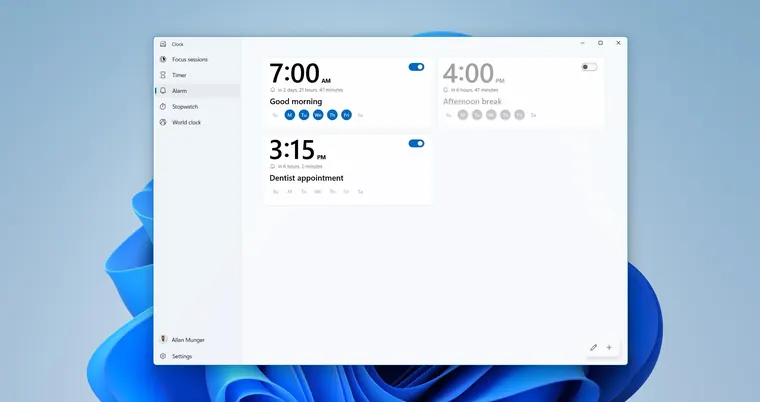 Clock
Focus sessions
Timer
Alarm
Stopwatch
World clock
Allan Munger
Settings
7:00 AM
in 2 days, 21 hours, 47 minutes
Good morning
Su M Tu We Th Fri Sa
4:00 PM
in 6 hours, 47 minutes
Afternoon break
Su M Tu We Th Fri Sa
3:15 PM
in 6 hours, 2 minutes
Dentist appointment
Su M Tu We Th Fri Sa